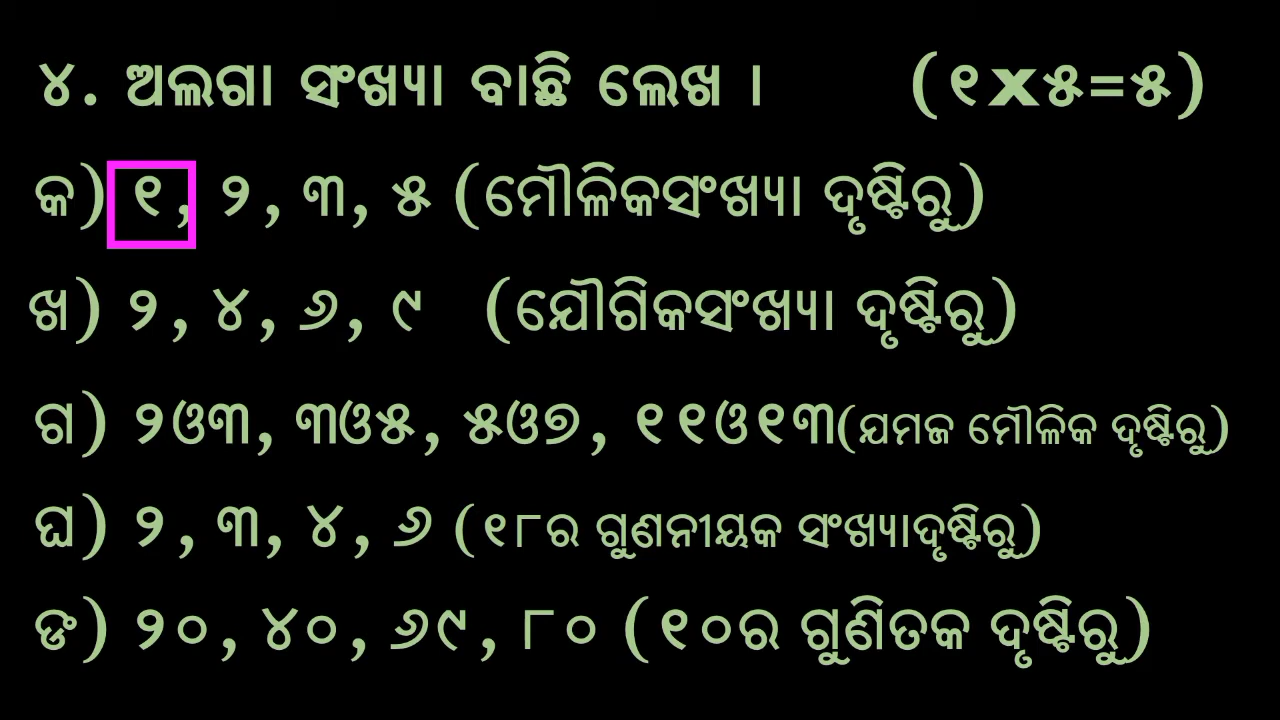 ୪. ଅଲଗା ସଂଖ୍ୟା ବାଛି ଲେଖ । (୧x୫=୫)
କ) ୧, ୨, ୩, ୫ (ମୌଳିକସଂଖ୍ୟା ଦୃଷ୍ଟିରୁ)
ଖ) ୨, ୪, ୬, ୯ (ଯୌଗିକସଂଖ୍ୟା ଦୃଷ୍ଟିରୁ)
ଗ) ୨ଓ୩, ୩ଓ୫, ୫ଓ୭, ୧୧ଓ୧୩(ଯମଜ ମୌଳିକ ଦୃଷ୍ଟିରୁ)
ଘ) ୨, ୩, ୪, ୬ (୧୮ର ଗୁଣନୀୟକ ସଂଖ୍ୟାଦୃଷ୍ଟିରୁ)
ଙ) ୨୦, ୪୦, ୬୯, ୮୦ (୧୦ର ଗୁଣିତକ ଦୃଷ୍ଟିରୁ)